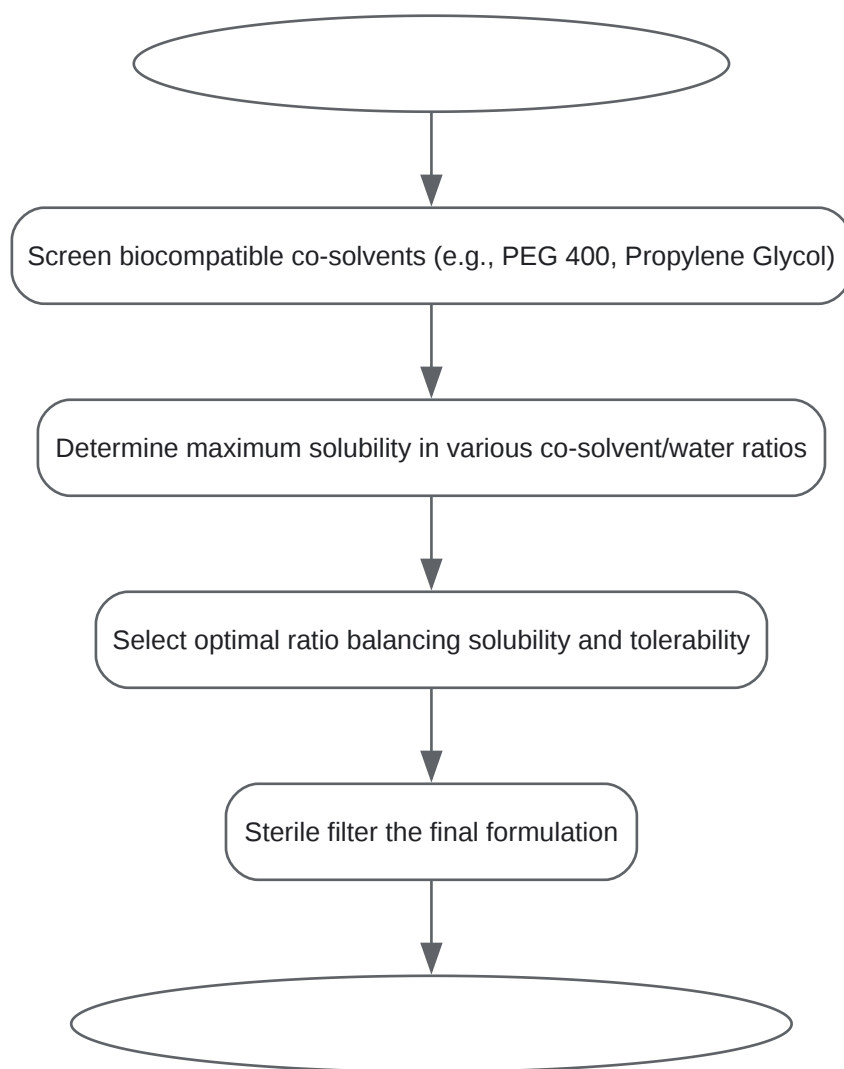 Screen biocompatible co-solvents (e.g., PEG 400, Propylene Glycol)
Determine maximum solubility in various co-solvent/water ratios
Select optimal ratio balancing solubility and tolerability
Sterile filter the final formulation